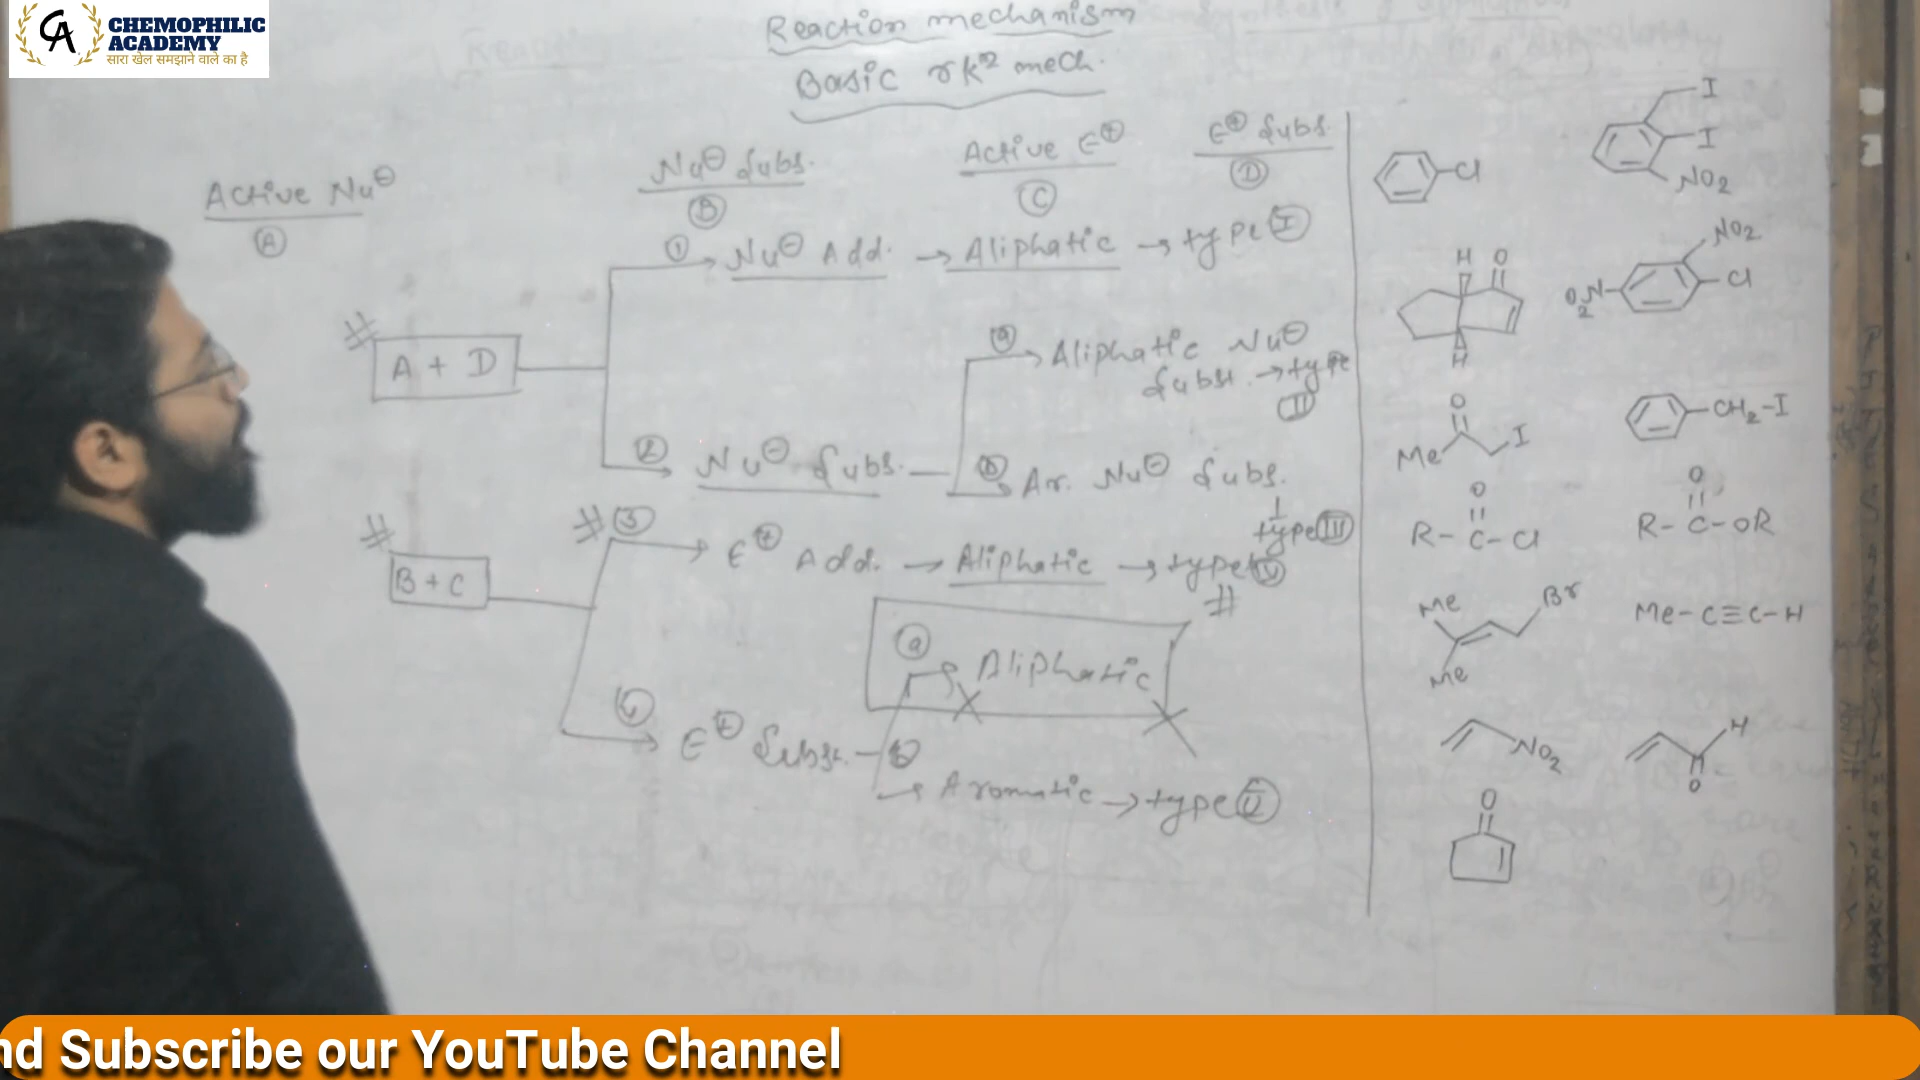 CHEMOPHILIC
ACADEMY
सारा खेल समझाने वाले का है
CA
Reaction mechanism
Basic rkⁿ mech.
Active Nu⊖
Ⓐ
Nu⊖ Subs.
Ⓑ
Active E⊕
Ⓒ
E⊕ Subs.
Ⓓ
① Nu⊖ Add. → Aliphatic → type Ⓘ
# A + D
ⓐ → Aliphatic Nu⊖
Subst. → type
Ⅱ
② Nu⊖ Subs. ⓑ → Ar. Nu⊖ Subs.
↓
type Ⅲ
# B + C
# ③ → E⊕ Add. → Aliphatic → type Ⅳ
#
ⓐ → Aliphatic
④ → E⊕ Subst. ⓑ
→ Aromatic → type Ⅴ
Cl
I
I
NO₂
H O
H
NO₂
O₂N Cl
O
Me I
CH₂-I
O
R-C-Cl
O
R-C-OR
Me Br
Me
Me-C≡C-H
NO₂
H
O
O
nd Subscribe our YouTube Channel